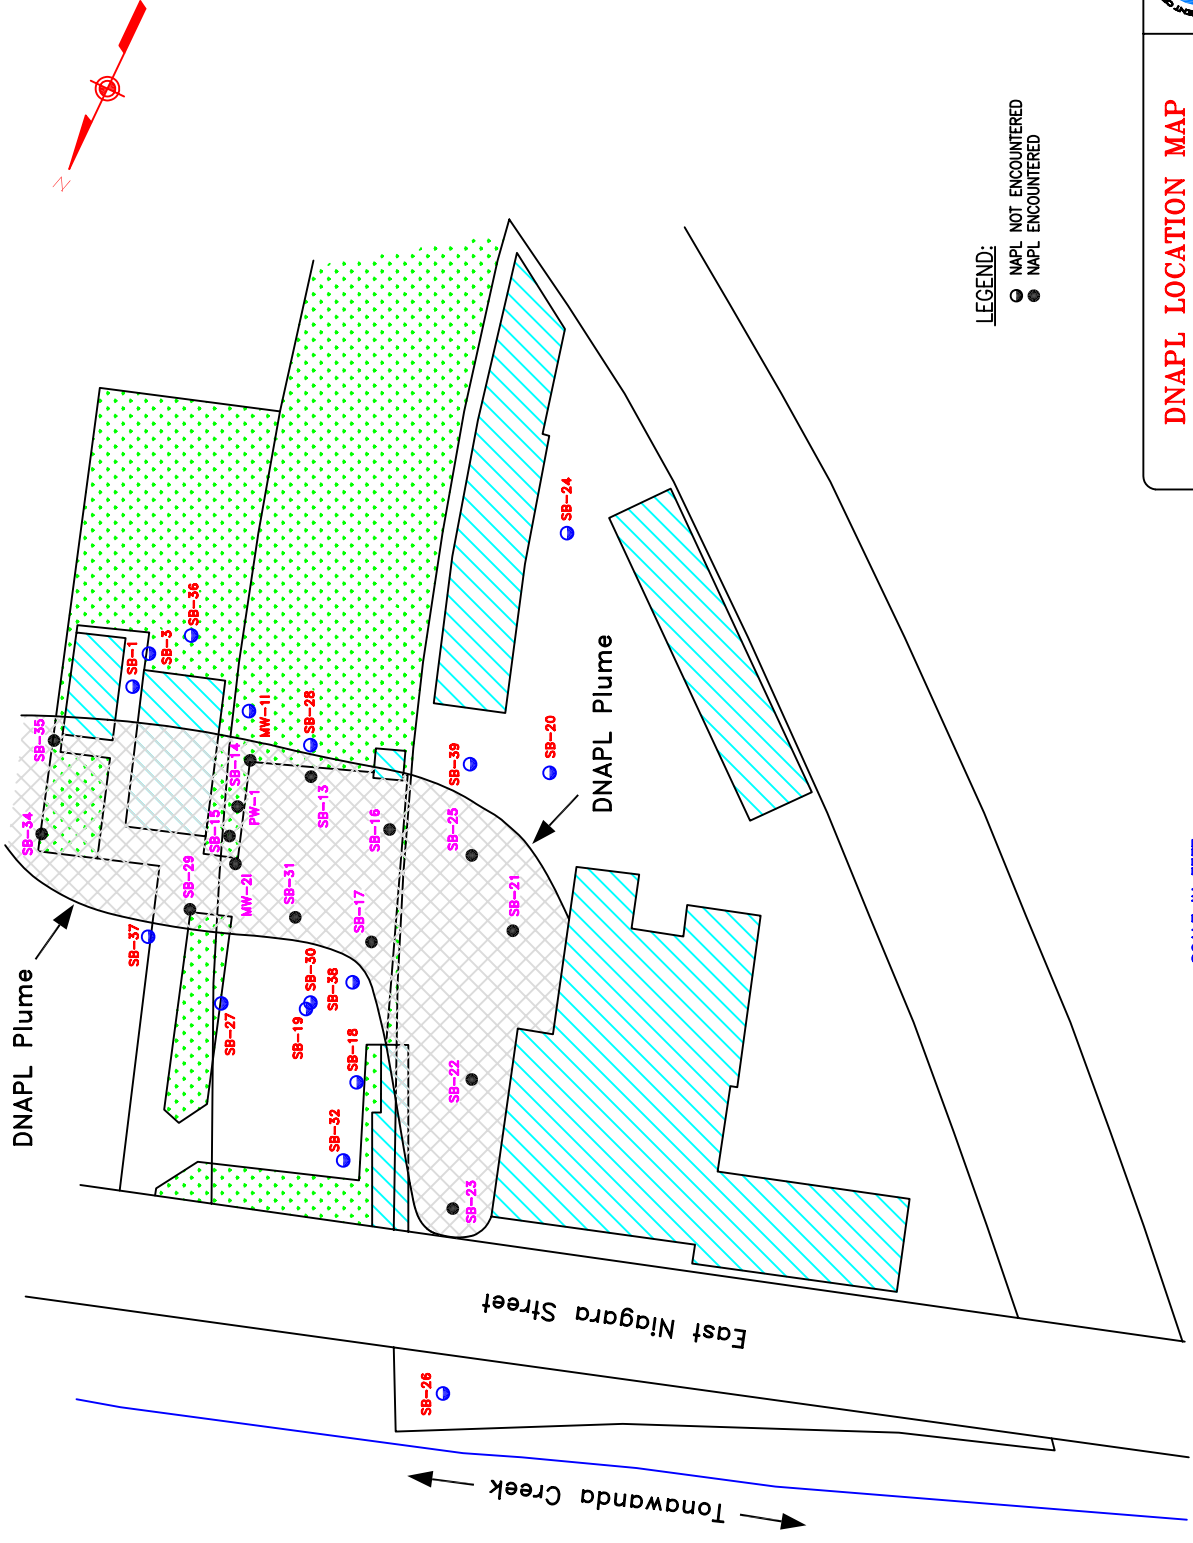 N
LEGEND:
NAPL NOT ENCOUNTERED
NAPL ENCOUNTERED
DNAPL LOCATION MAP
SB-24
SB-36
SB-3
SB-1
MW-1I
SB-28
SB-35
SB-14
SB-39
SB-20
DNAPL Plume
PW-1
SB-13
SB-15
SB-16
SB-25
SB-34
SB-29
MW-2I
SB-31
SB-17
SB-21
SB-37
DNAPL Plume
SB-30
SB-38
SB-19
SB-27
SB-18
SB-22
SB-32
SB-23
East Niagara Street
SB-26
Tonawanda Creek